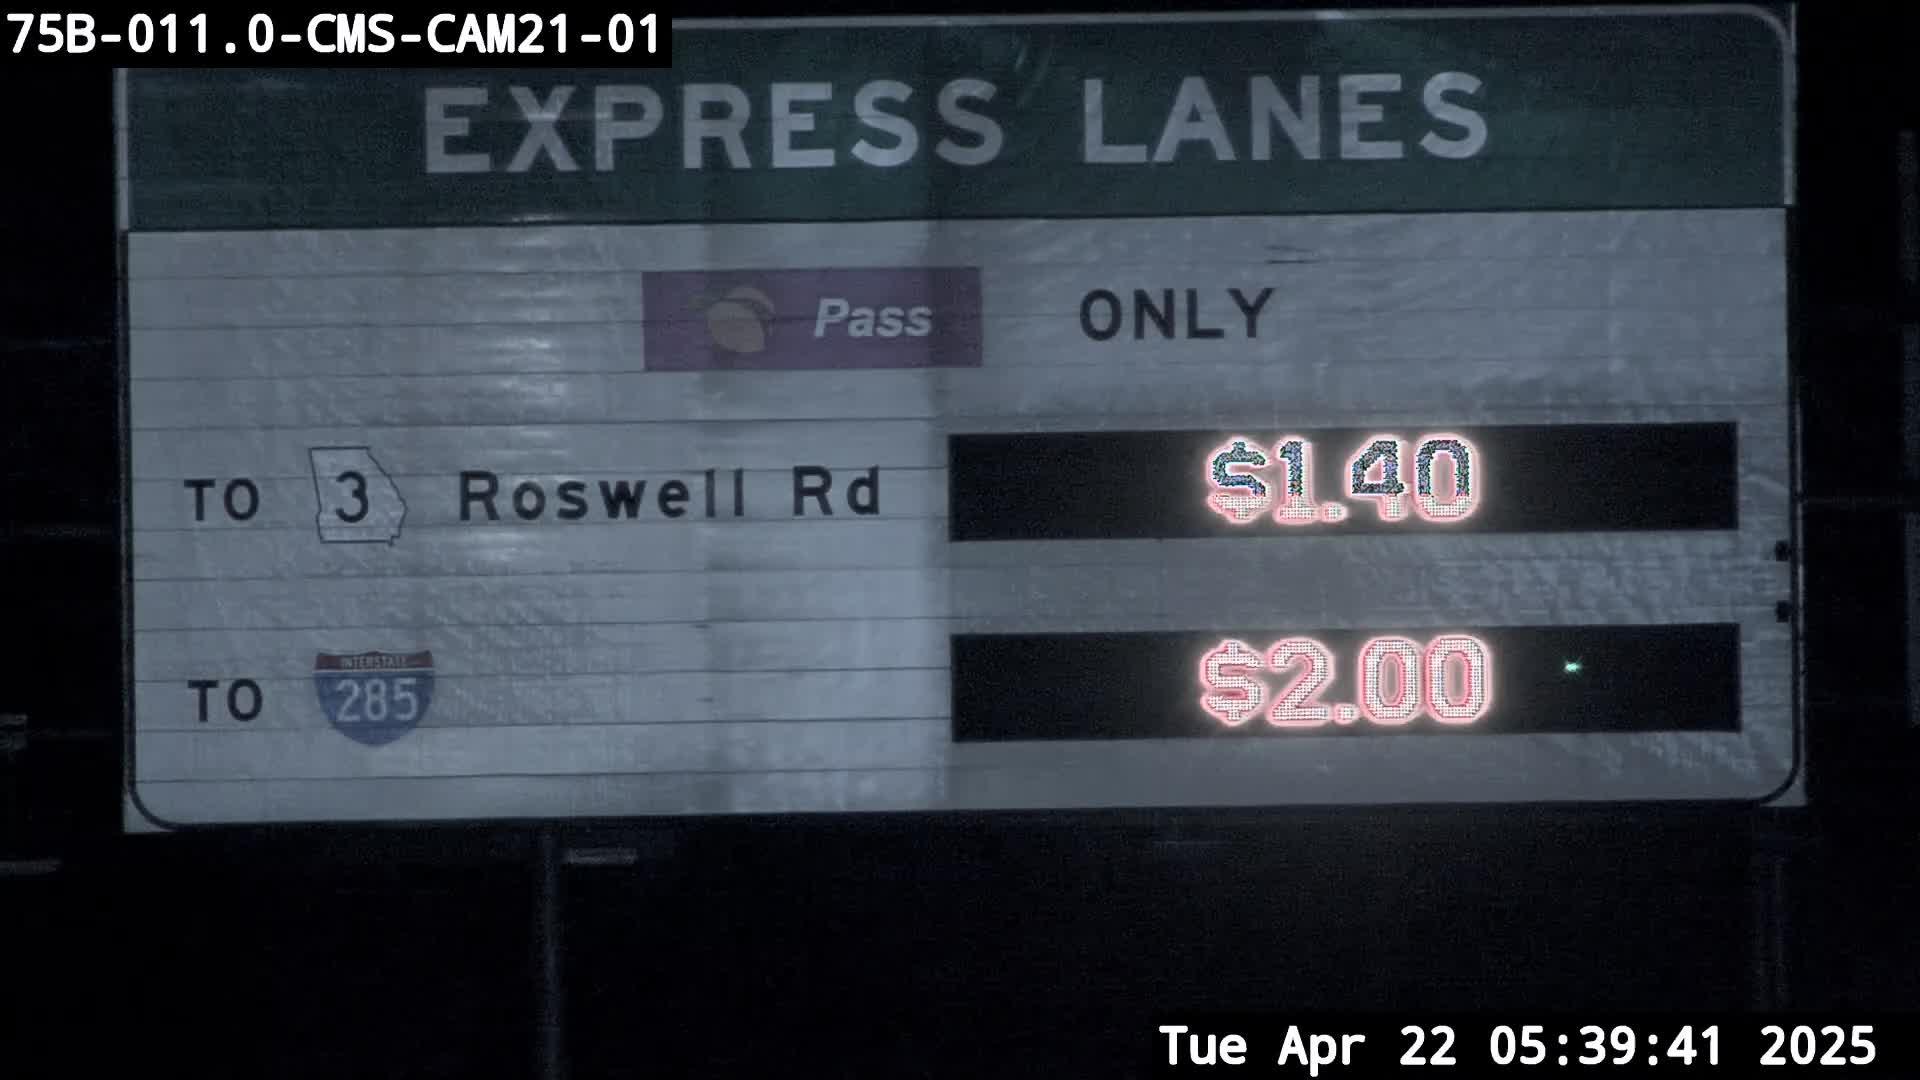 75B-011.0-CMS-CAM21-01
EXPRESS LANES
Pass ONLY
TO 3 Roswell Rd $1.40
TO INTERSTATE 285 $2.00
Tue Apr 22 05:39:41 2025